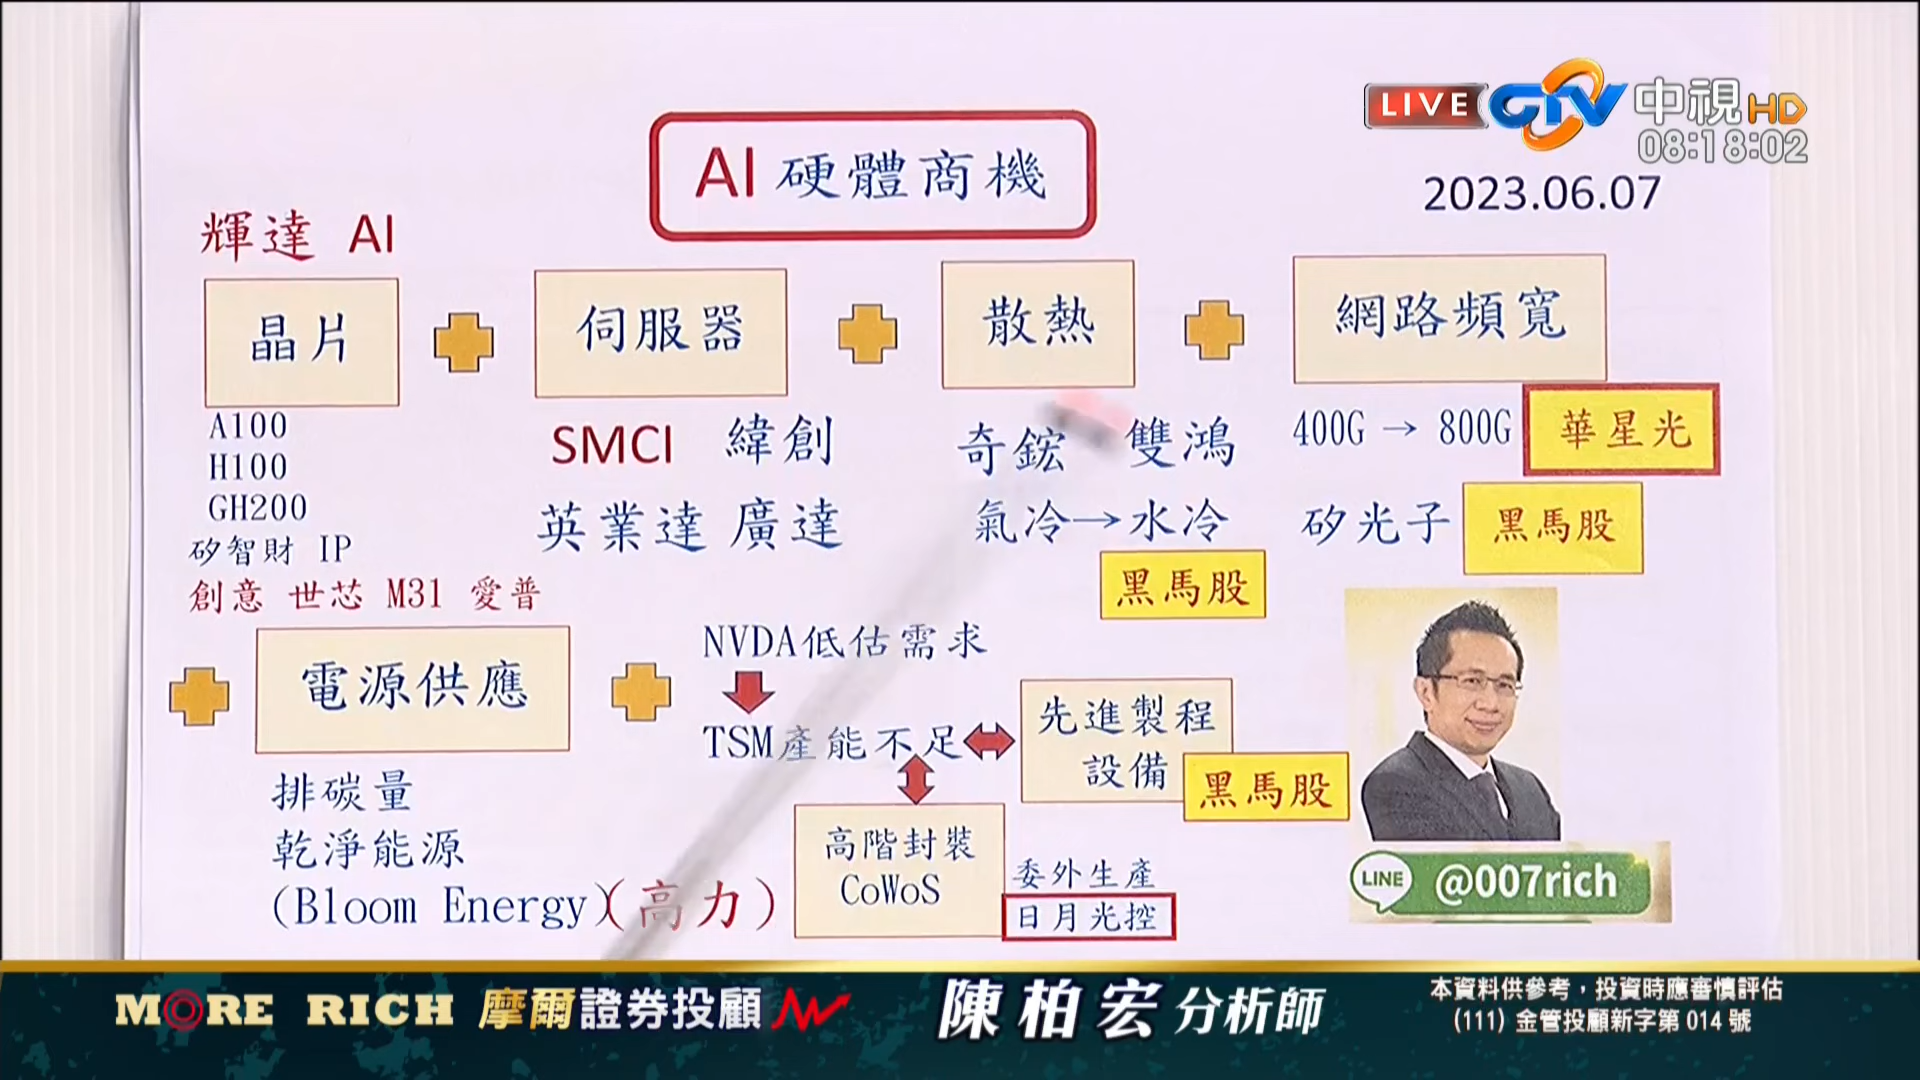 LIVE CTV 中視 HD
08:18:02
AI 硬體商機
2023.06.07
輝達 AI
晶片
伺服器
散熱
網路頻寬
A100
H100
GH200
矽智財 IP
創意 世芯 M31 愛普
SMCI 緯創
英業達 廣達
奇鋐 雙鴻
氣冷→水冷
黑馬股
400G → 800G 華星光
矽光子 黑馬股
電源供應
排碳量
乾淨能源
(Bloom Energy)(高力)
NVDA低估需求
TSM產能不足
先進製程
設備
黑馬股
高階封裝
CoWoS
委外生產
日月光控
LINE @007rich
MORE RICH 摩爾證券投顧
陳柏宏 分析師
本資料供參考，投資時應審慎評估
(111) 金管投顧新字第 014 號